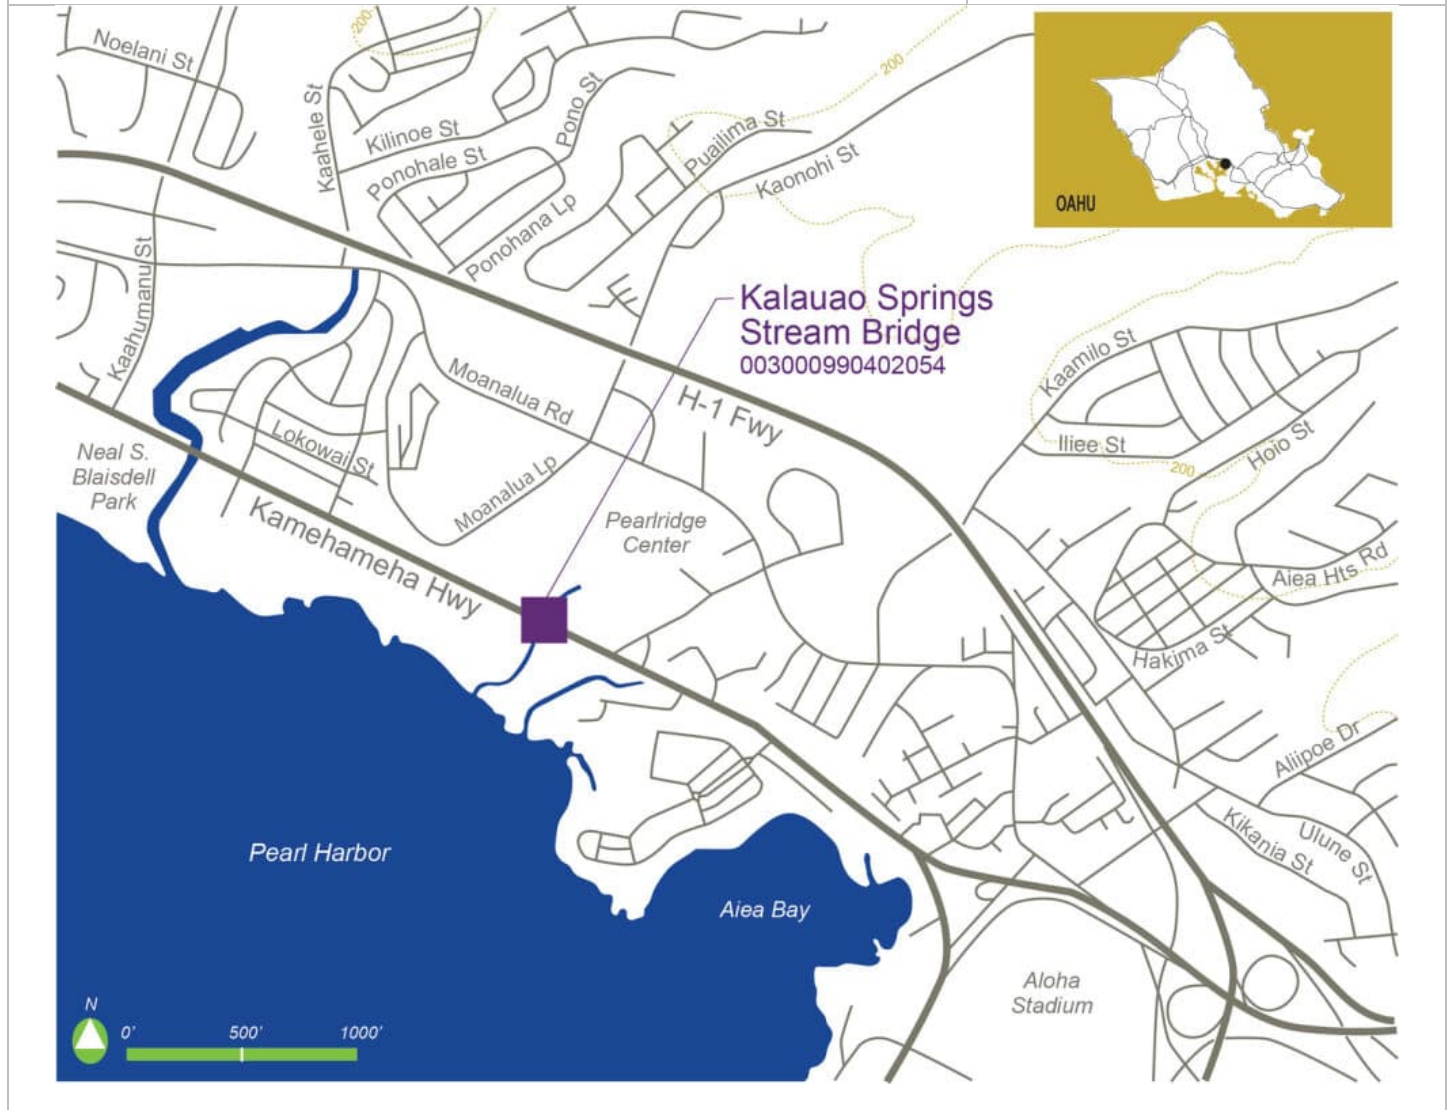 200
Noelani St
200
Kaahele St
Pono St
Kilinoe St
Puailima St
Ponohale St
Kaonohi St
OAHU
Ponohana Lp
Kaahumanu St
Kalauao Springs
Stream Bridge
003000990402054
Kaamilo St
Moanalua Rd
H-1 Fwy
Lokowai St
Iliee St
Hoio St
200
Neal S.
Blaisdell
Park
Moanalua Lp
Kamehameha Hwy
Pearlridge
Center
Aiea Hts Rd
Hakima St
Aliipoe Dr
Kikania St
Ulune St
Pearl Harbor
Aiea Bay
Aloha
Stadium
N
0' 500' 1000'